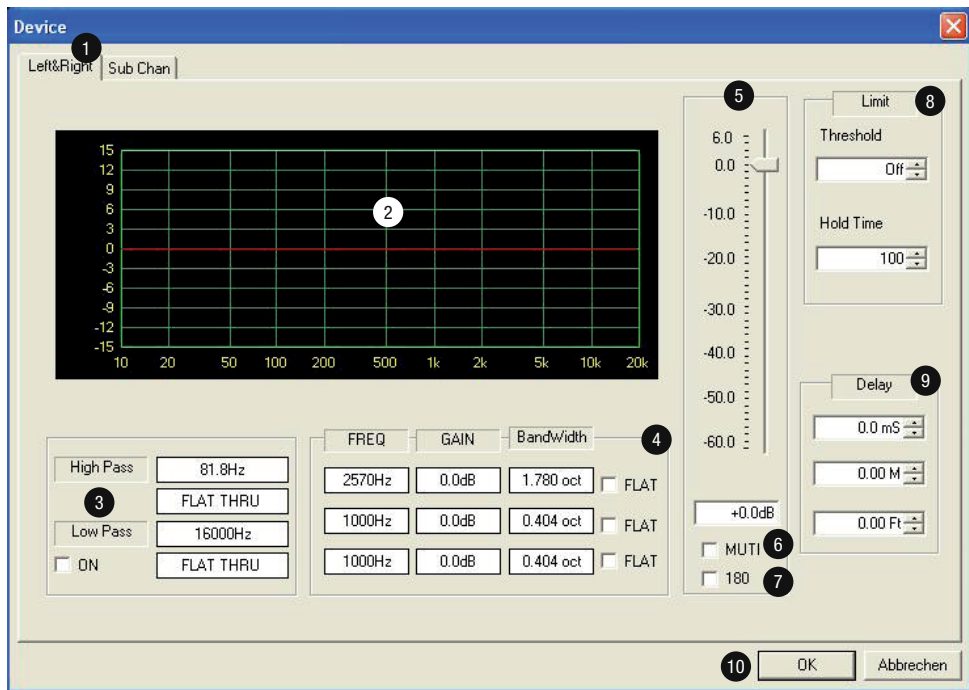 Device
1
Left&Right
Sub Chan
15
12
9
6
3
0
-3
-6
-9
-12
-15
10 20 50 100 200 500 1k 2k 5k 10k 20k
2
High Pass 81.8Hz
FLAT THRU
3
Low Pass 16000Hz
ON FLAT THRU
FREQ GAIN BandWidth 4
2570Hz 0.0dB 1.780 oct FLAT
1000Hz 0.0dB 0.404 oct FLAT
1000Hz 0.0dB 0.404 oct FLAT
5
6.0
0.0
-10.0
-20.0
-30.0
-40.0
-50.0
-60.0
+0.0dB
MUTI 6
180 7
Limit 8
Threshold
Off
Hold Time
100
Delay 9
0.0 mS
0.00 M
0.00 Ft
10 OK Abbrechen